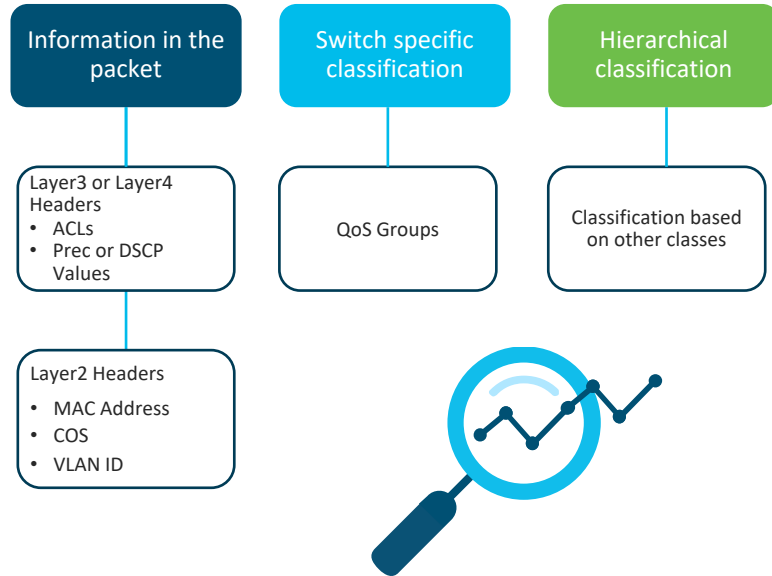 Information in the
packet
Switch specific
classification
Hierarchical
classification
Layer3 or Layer4
Headers
• ACLs
• Prec or DSCP
Values
QoS Groups
Classification based
on other classes
Layer2 Headers
• MAC Address
• COS
• VLAN ID